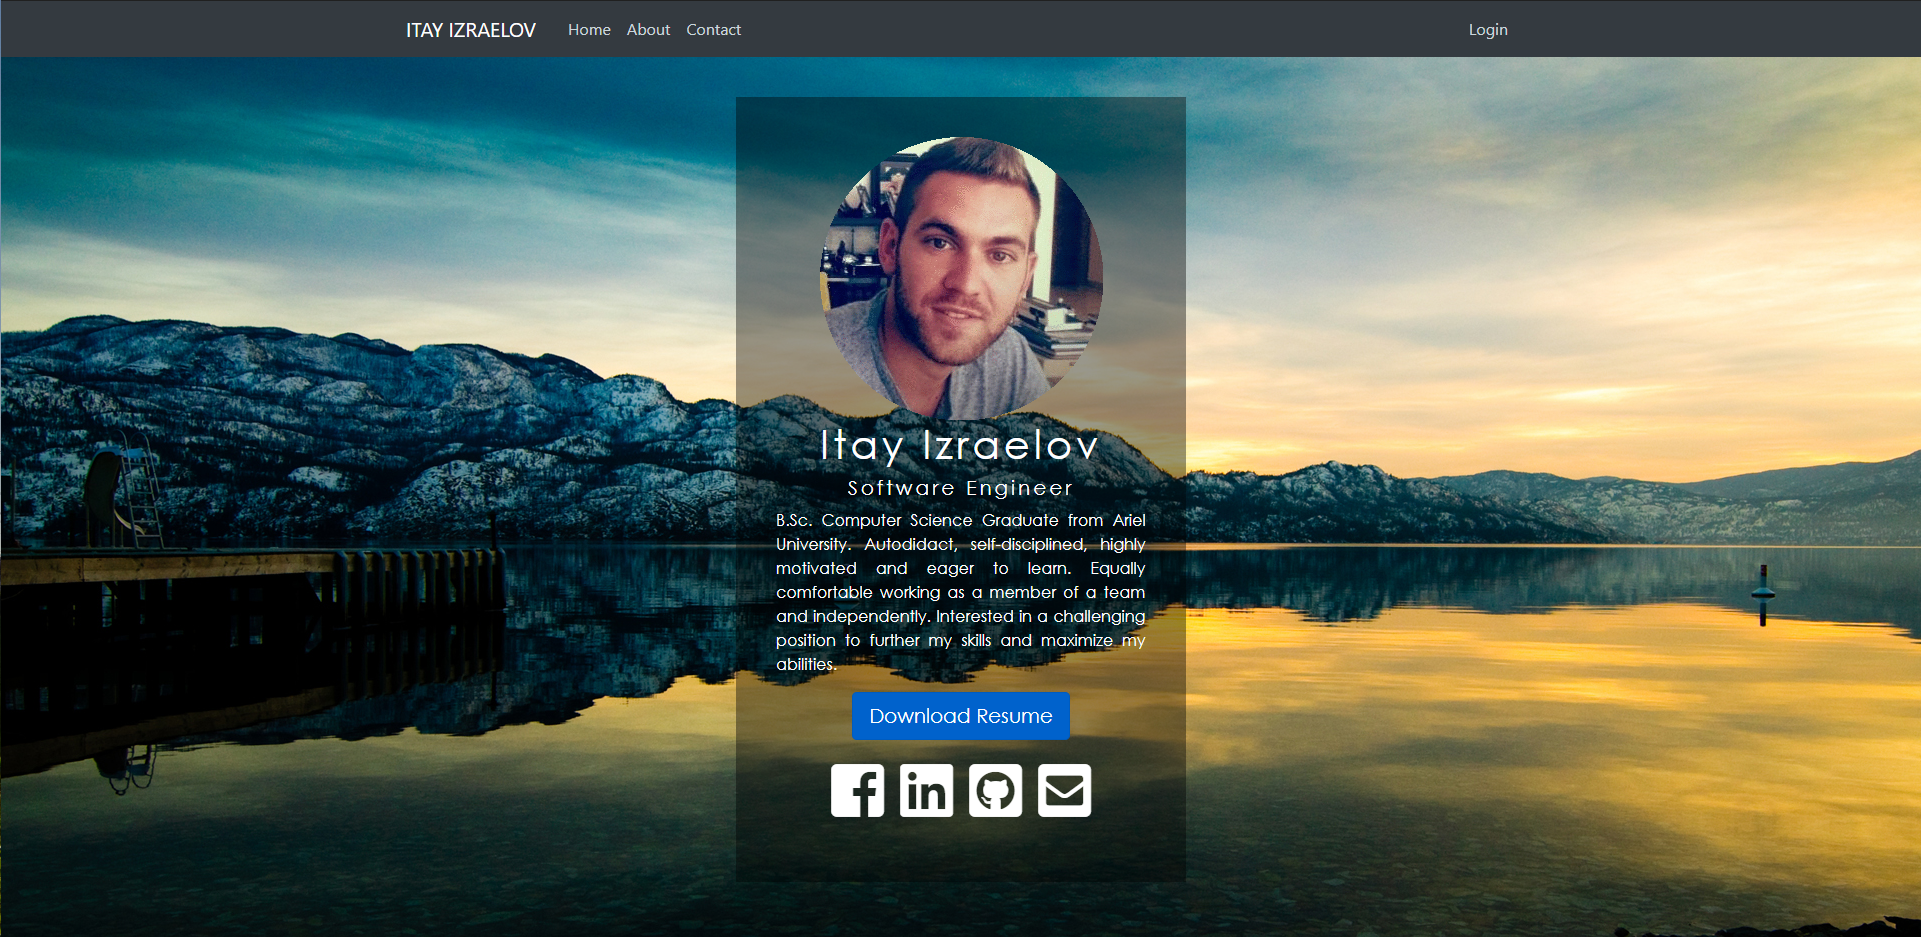 ITAY IZRAELOV Home About Contact Login
Itay Izraelov
Software Engineer
B.Sc. Computer Science Graduate from Ariel
University. Autodidact, self-disciplined, highly
motivated and eager to learn. Equally
comfortable working as a member of a team
and independently. Interested in a challenging
position to further my skills and maximize my
abilities.
Download Resume